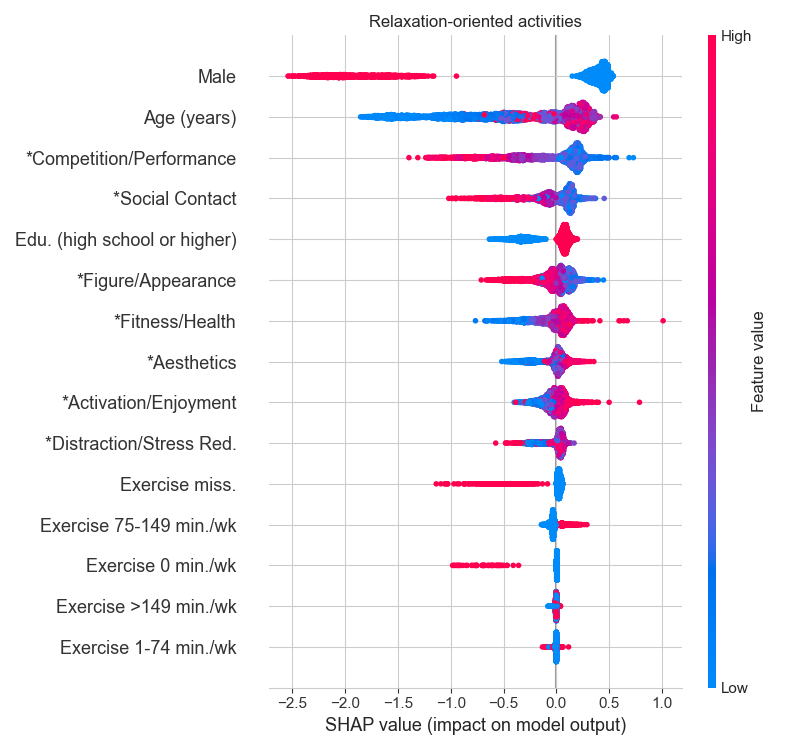 Relaxation-oriented activities
High
Male
Age (years)
*Competition/Performance
*Social Contact
Edu. (high school or higher)
*Figure/Appearance
*Fitness/Health
*Aesthetics
*Activation/Enjoyment
*Distraction/Stress Red.
Exercise miss.
Exercise 75-149 min./wk
Exercise 0 min./wk
Exercise >149 min./wk
Exercise 1-74 min./wk
Feature value
Low
−2.5 −2.0 −1.5 −1.0 −0.5 0.0 0.5 1.0
SHAP value (impact on model output)